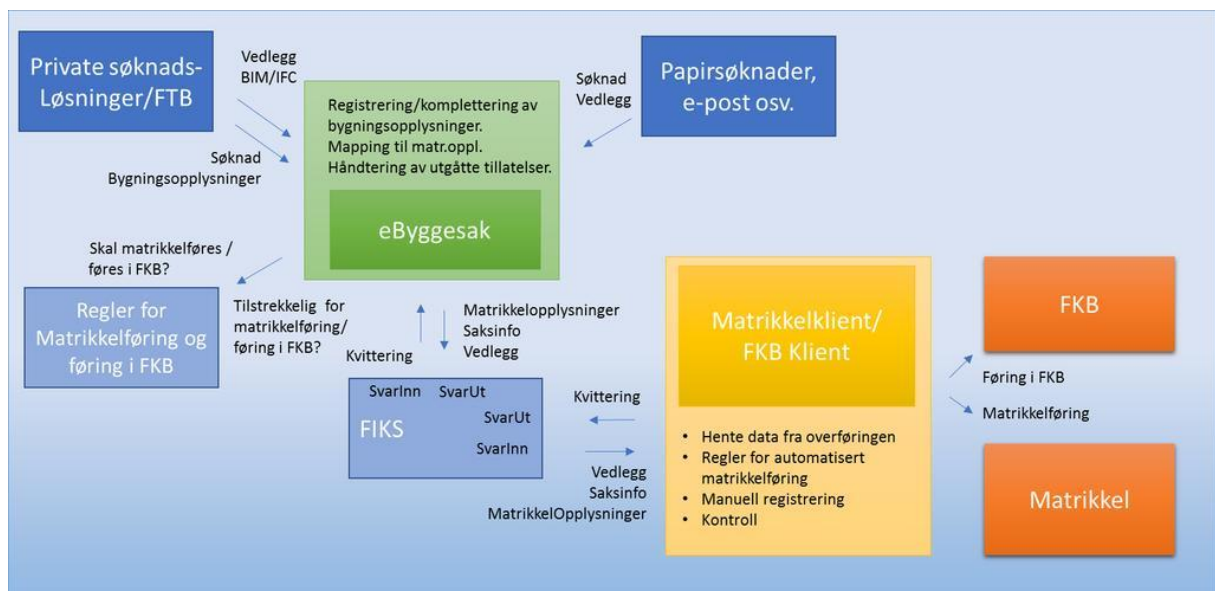 Private søknads-
Løsninger/FTB
Vedlegg
BIM/IFC
Søknad
Bygningsopplysninger
Registrering/komplettering av
bygningsopplysninger.
Mapping til matr.oppl.
Håndtering av utgåtte tillatelser.
eByggesak
Søknad
Vedlegg
Papirsøknader,
e-post osv.
Skal matrikkelføres /
føres i FKB?
Regler for
Matrikkelføring og
føring i FKB
Tilstrekkelig for
matrikkelføring/
føring i FKB?
Kvittering
Matrikkelopplysninger
Saksinfo
Vedlegg
SvarInn SvarUt
FIKS
SvarUt
SvarInn
Kvittering
Vedlegg
Saksinfo
MatrikkelOpplysninger
Matrikkelklient/
FKB Klient
• Hente data fra overføringen
• Regler for automatisert
matrikkelføring
• Manuell registrering
• Kontroll
FKB
Føring i FKB
Matrikkelføring
Matrikkel